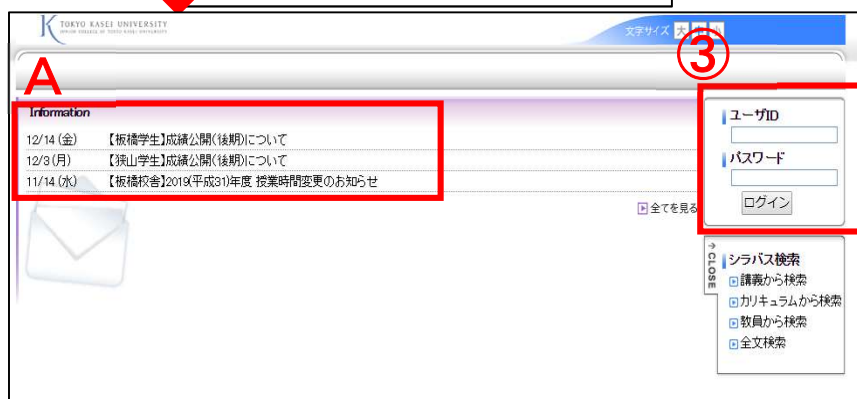 TOKYO KASEI UNIVERSITY
文字サイズ 大 中 小
③
A
Information
12/14 (金) 【板橋学生】成績公開(後期)について
12/3 (月) 【狭山学生】成績公開(後期)について
11/14 (水) 【板橋校舎】2019(平成31)年度 授業時間変更のお知らせ
全てを見る
ユーザID
パスワード
ログイン
→CLOSE
シラバス検索
講義から検索
カリキュラムから検索
教員から検索
全文検索